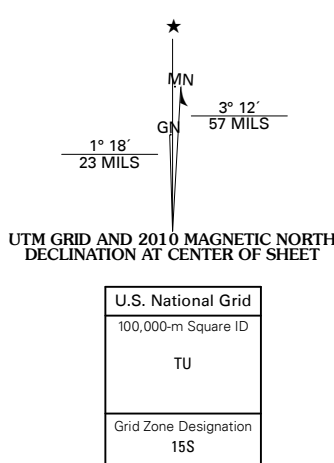 ★
MN
GN
3° 12´
57 MILS
1° 18´
23 MILS
UTM GRID AND 2010 MAGNETIC NORTH
DECLINATION AT CENTER OF SHEET
U.S. National Grid
100,000-m Square ID
TU
Grid Zone Designation
15S